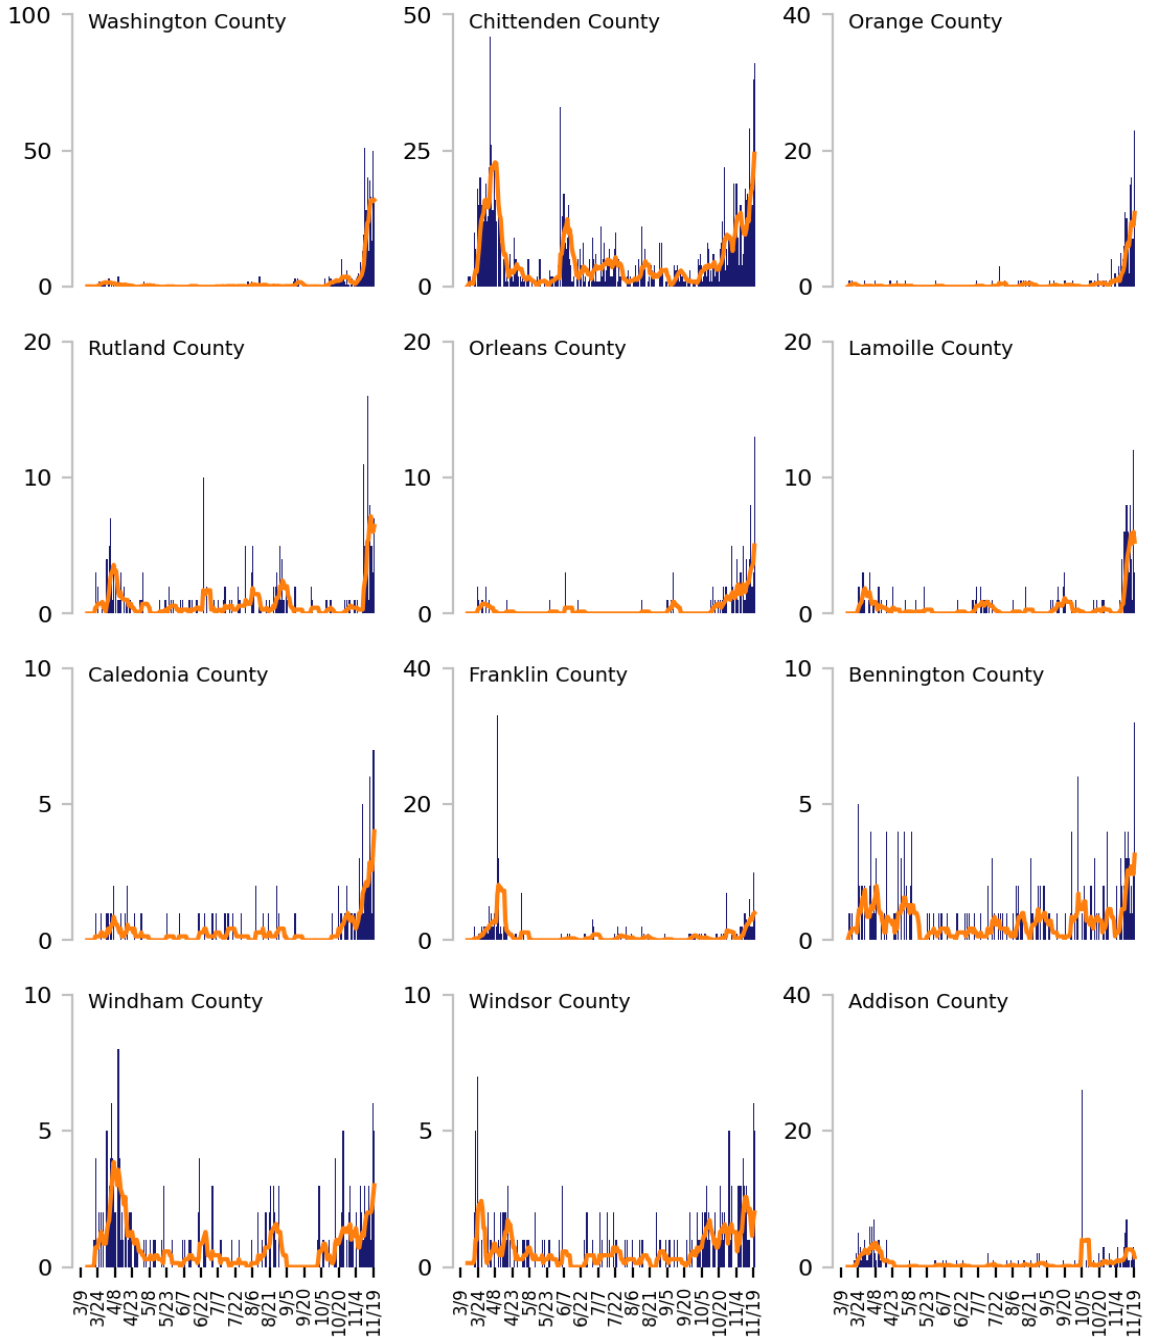 Washington County
100
50
0
Chittenden County
50
25
0
Orange County
40
20
0
Rutland County
20
10
0
Orleans County
20
10
0
Lamoille County
20
10
0
Caledonia County
10
5
0
Franklin County
40
20
0
Bennington County
10
5
0
Windham County
10
5
0
3/9 3/24 4/8 4/23 5/8 5/23 6/7 6/22 7/7 7/22 8/6 8/21 9/5 9/20 10/5 10/20 11/4 11/19
Windsor County
10
5
0
3/9 3/24 4/8 4/23 5/8 5/23 6/7 6/22 7/7 7/22 8/6 8/21 9/5 9/20 10/5 10/20 11/4 11/19
Addison County
40
20
0
3/9 3/24 4/8 4/23 5/8 5/23 6/7 6/22 7/7 7/22 8/6 8/21 9/5 9/20 10/5 10/20 11/4 11/19